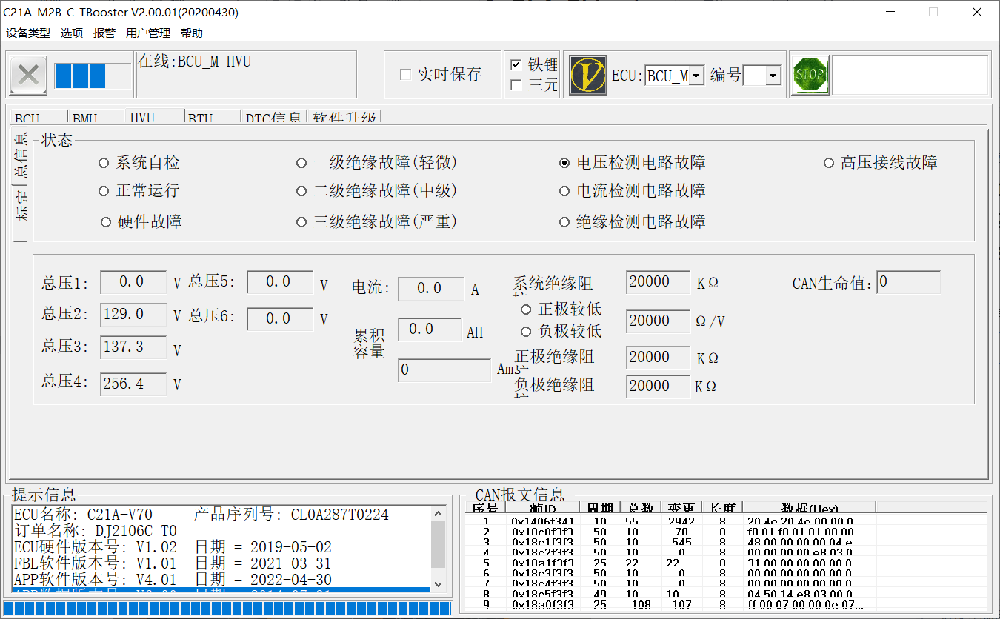 C21A_M2B_C_TBooster V2.00.01(20200430)
设备类型 选项 报警 用户管理 帮助
在线:BCU_M HVU
实时保存
铁锂
三元
ECU: BCU_M 编号
STOP
BCU BMU HVU BTU DTC信息 软件升级
总信息
标定
状态
系统自检 一级绝缘故障(轻微) 电压检测电路故障 高压接线故障
正常运行 二级绝缘故障(中级) 电流检测电路故障
硬件故障 三级绝缘故障(严重) 绝缘检测电路故障
总压1: 0.0 V 总压5: 0.0 V 电流: 0.0 A 系统绝缘阻 20000 KΩ CAN生命值: 0
总压2: 129.0 V 总压6: 0.0 V 正极较低
负极较低 20000 Ω/V
累积容量 0.0 AH
总压3: 137.3 V 正极绝缘阻 20000 KΩ
0 Ams
总压4: 256.4 V 负极绝缘阻 20000 KΩ
提示信息
ECU名称: C21A-V70 产品序列号: CL0A287T0224
订单名称: DJ2106C_T0
ECU硬件版本号: V1.02 日期 = 2019-05-02
FBL软件版本号: V1.01 日期 = 2021-03-31
APP软件版本号: V4.01 日期 = 2022-04-30
CAN报文信息
序号 帧ID 周期 总数 变更 长度 数据(Hex)
1 0x1406f341 10 55 2942 8 20 4e 20 4e 00 00 0
2 0x18c0f3f3 50 10 78 8 f8 01 f8 01 01 00 00
3 0x18c1f3f3 50 10 545 8 48 00 00 00 00 04 e
4 0x18c2f3f3 50 10 0 8 00 00 00 00 e8 03 0
5 0x18a1f3f3 25 22 22 8 31 00 00 00 00 00 0
6 0x18c3f3f3 50 10 0 8 00 00 00 00 00 00 0
7 0x18c4f3f3 50 10 0 8 00 00 00 00 00 00 0
8 0x18c5f3f3 49 10 10 8 04 50 14 e8 03 00 0
9 0x18a0f3f3 25 108 107 8 ff 00 07 00 00 0e 07...